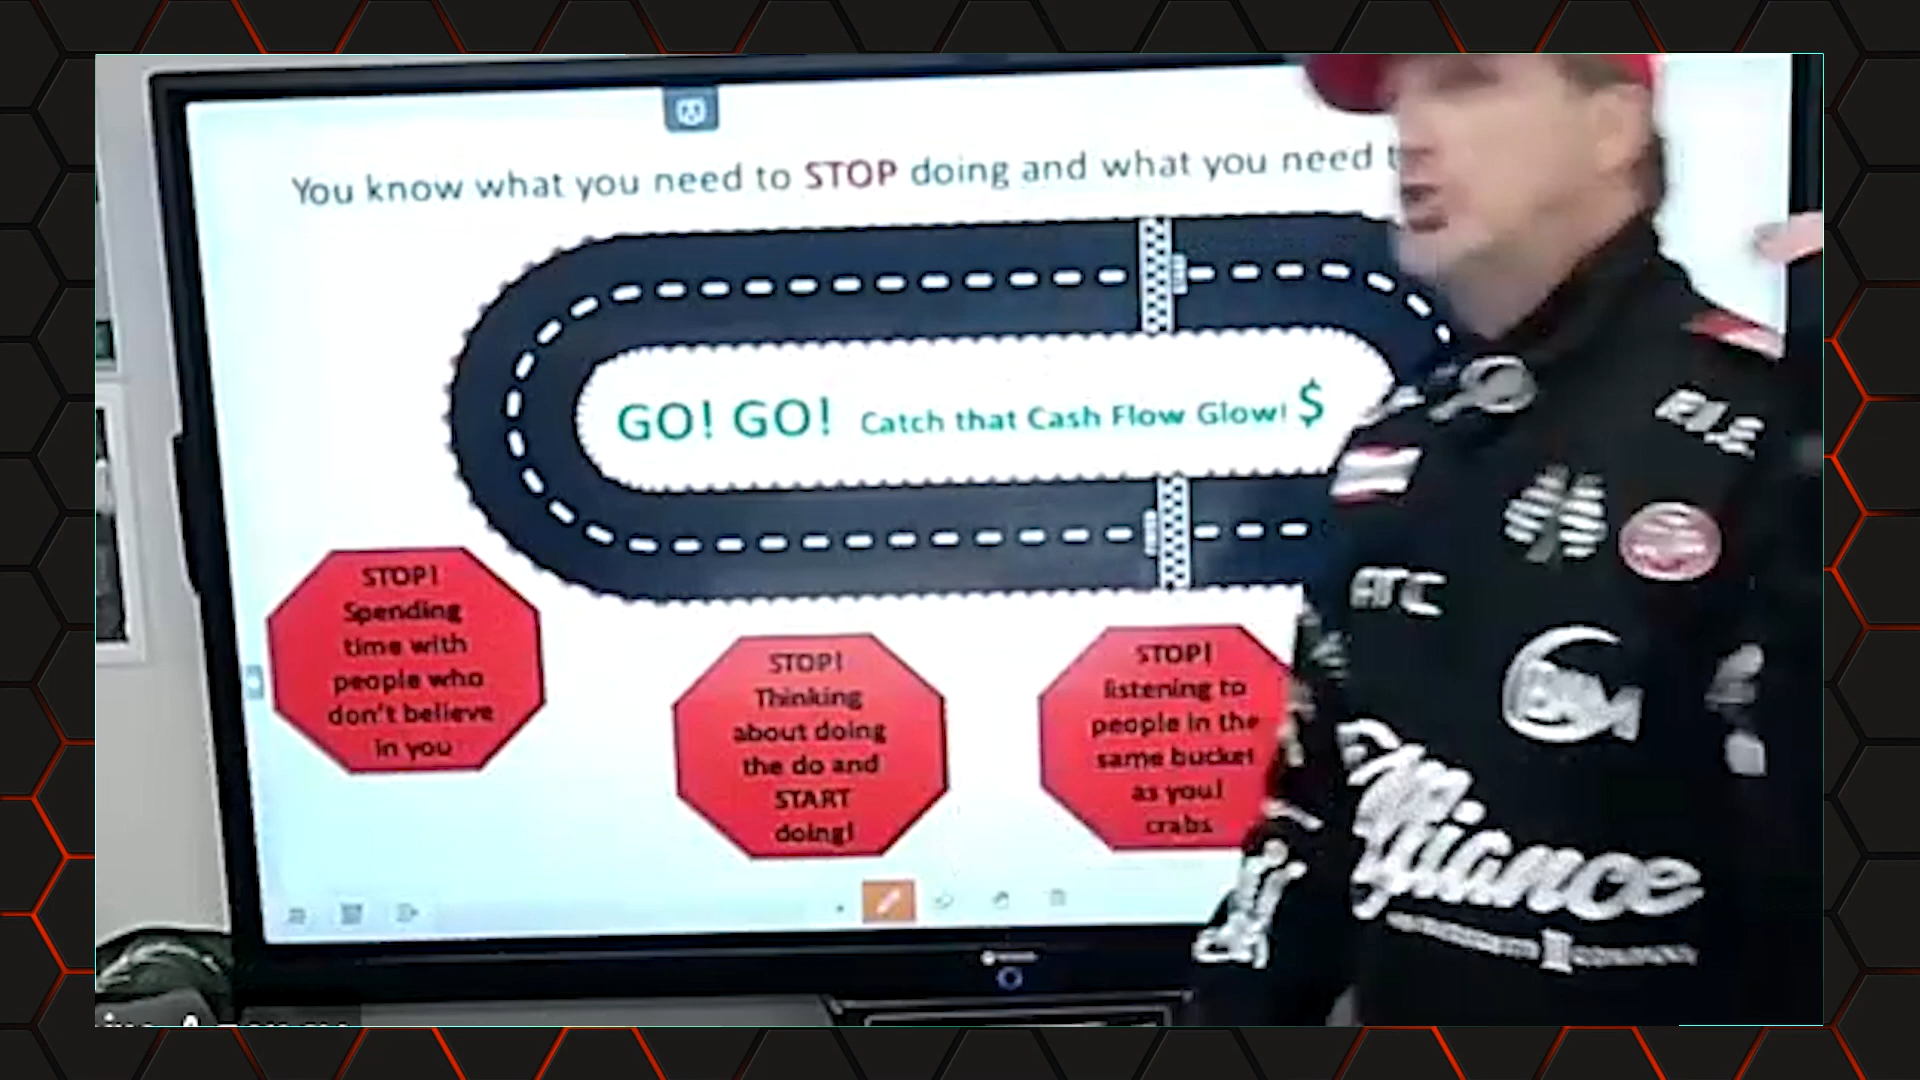 You know what you need to STOP doing and what you need
GO! GO! Catch that Cash Flow Glow! $
STOP!
Spending
time with
people who
don't believe
in you
STOP!
Thinking
about doing
the do and
START
doing!
STOP!
listening to
people in the
same bucket
as you!
crabs
ATC